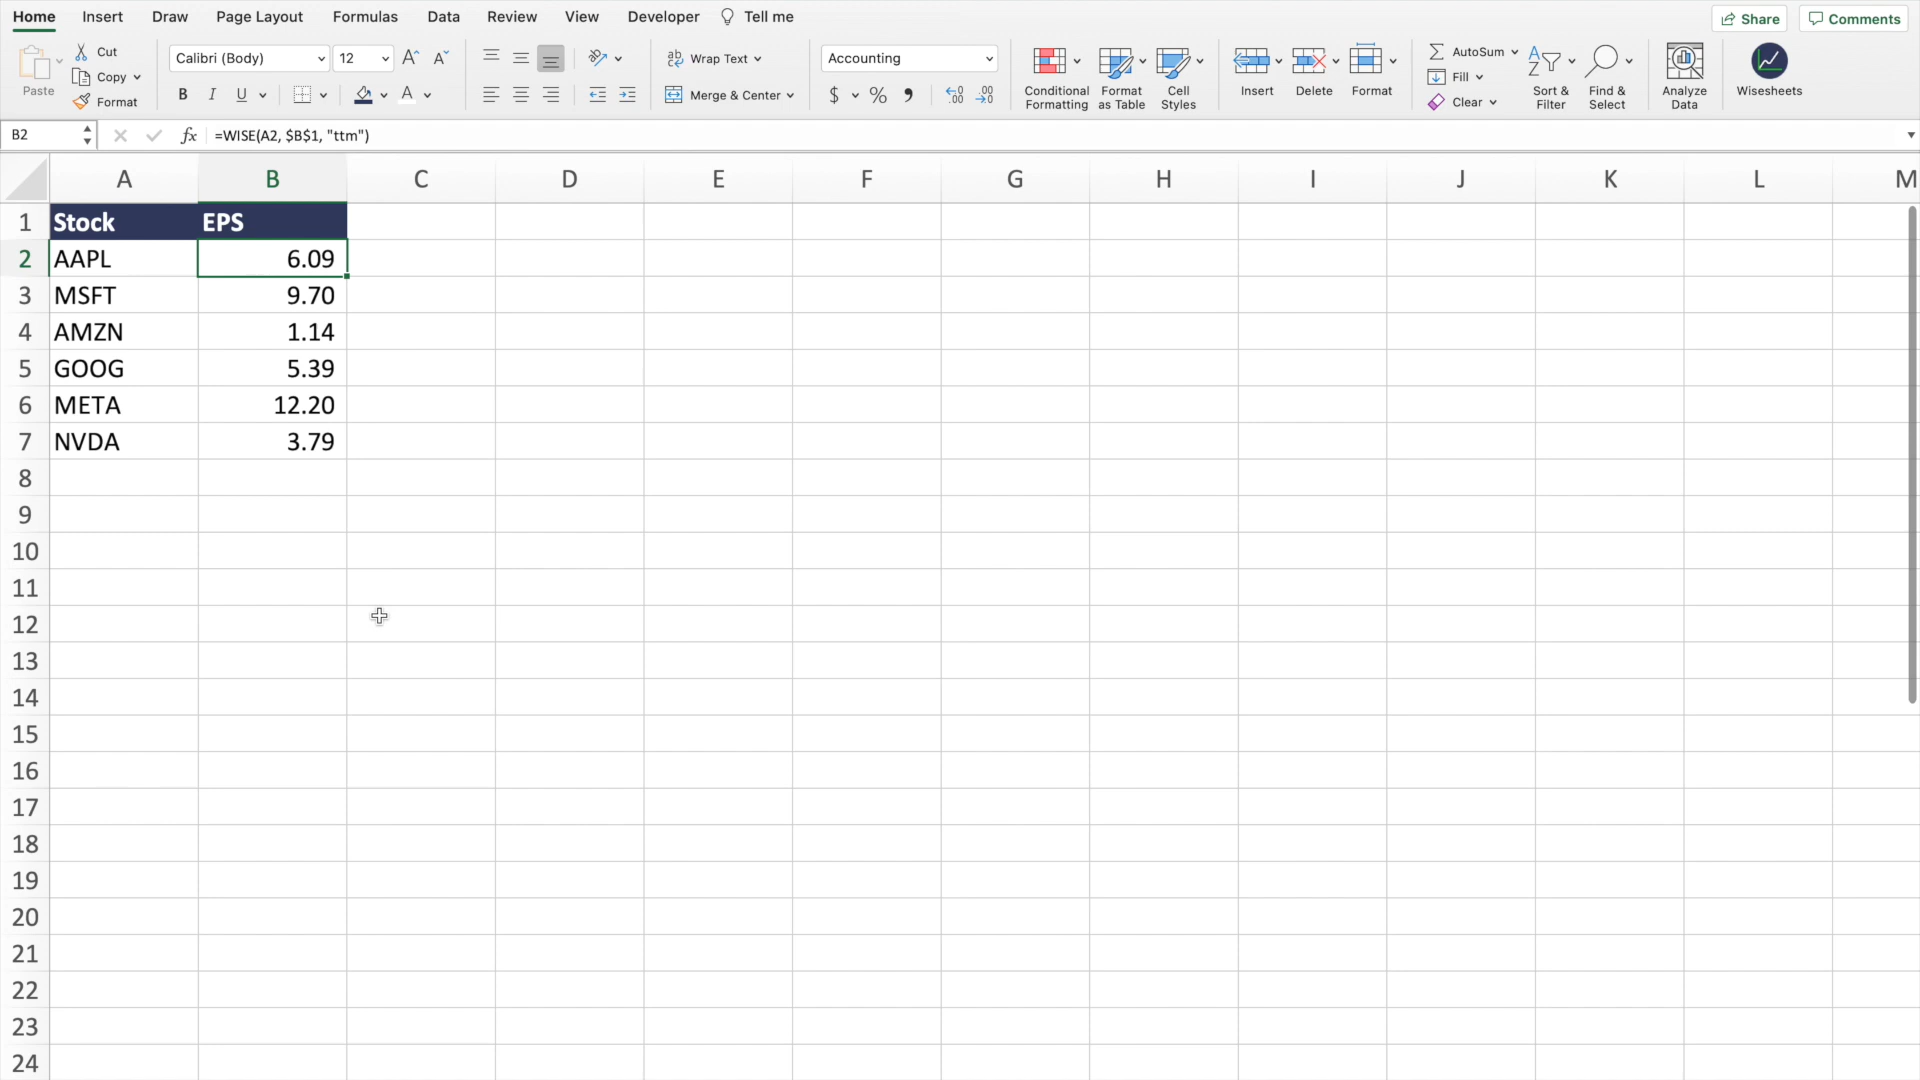 Home Insert Draw Page Layout Formulas Data Review View Developer Tell me Share Comments
Paste Cut Copy Format
Calibri (Body) 12 A A
B I U A
ab Wrap Text
Merge & Center
Accounting
$ % 9 .00 .0
Conditional Formatting
Format as Table
Cell Styles
Insert Delete Format
AutoSum
Fill
Clear
Sort & Filter
Find & Select
Analyze Data
Wisesheets
B2 fx =WISE(A2, $B$1, "ttm")
A B C D E F G H I J K L M
1 Stock EPS
2 AAPL 6.09
3 MSFT 9.70
4 AMZN 1.14
5 GOOG 5.39
6 META 12.20
7 NVDA 3.79
8
9
10
11
12
13
14
15
16
17
18
19
20
21
22
23
24